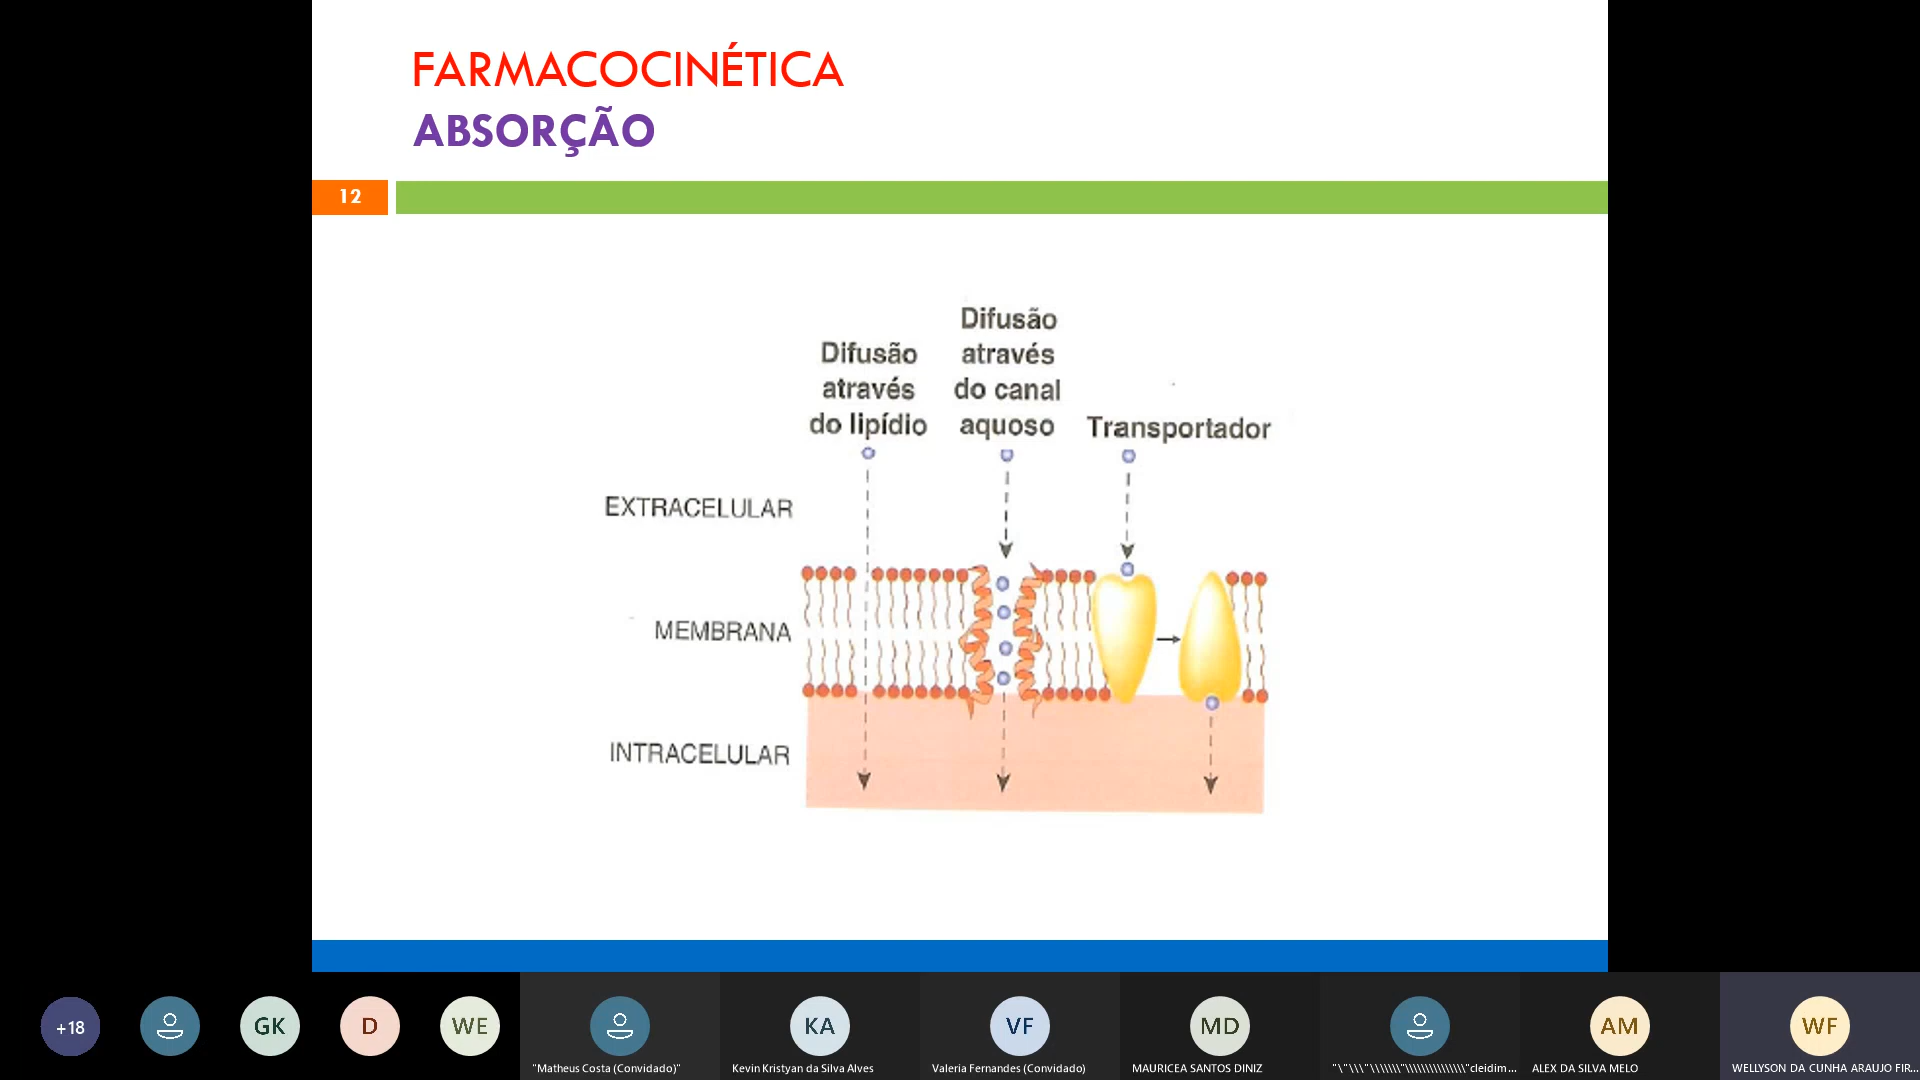 FARMACOCINÉTICA
ABSORÇÃO
12
Difusão
através
do lipídio
Difusão
através
do canal
aquoso
Transportador
EXTRACELULAR
MEMBRANA
INTRACELULAR
+18
GK
D
WE
"Matheus Costa (Convidado)"
KA
Kevin Kristyan da Silva Alves
VF
Valeria Fernandes (Convidado)
MD
MAURICEA SANTOS DINIZ
"\"\\\"\\\\\\\"\\\\\\\\\\\\\\\"cleidim...
AM
ALEX DA SILVA MELO
WF
WELLYSON DA CUNHA ARAUJO FIR...